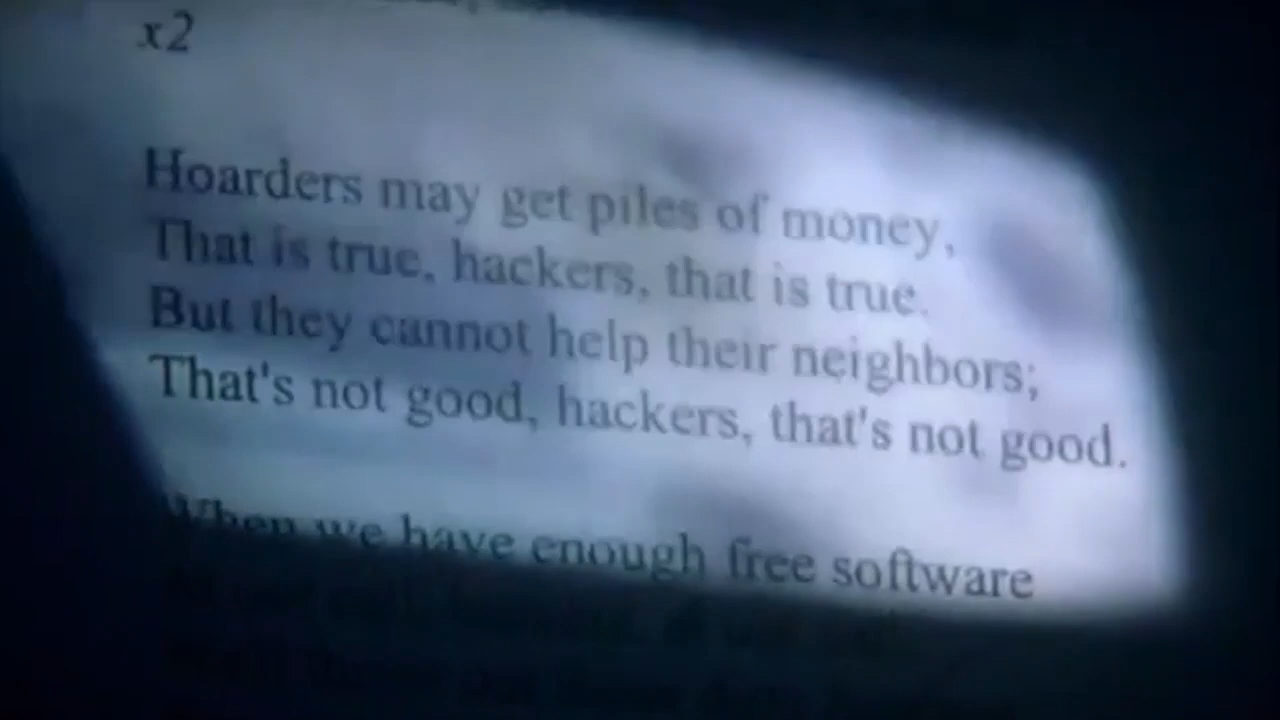 x2
Hoarders may get piles of money,
That is true, hackers, that is true.
But they cannot help their neighbors;
That's not good, hackers, that's not good.
When we have enough free software